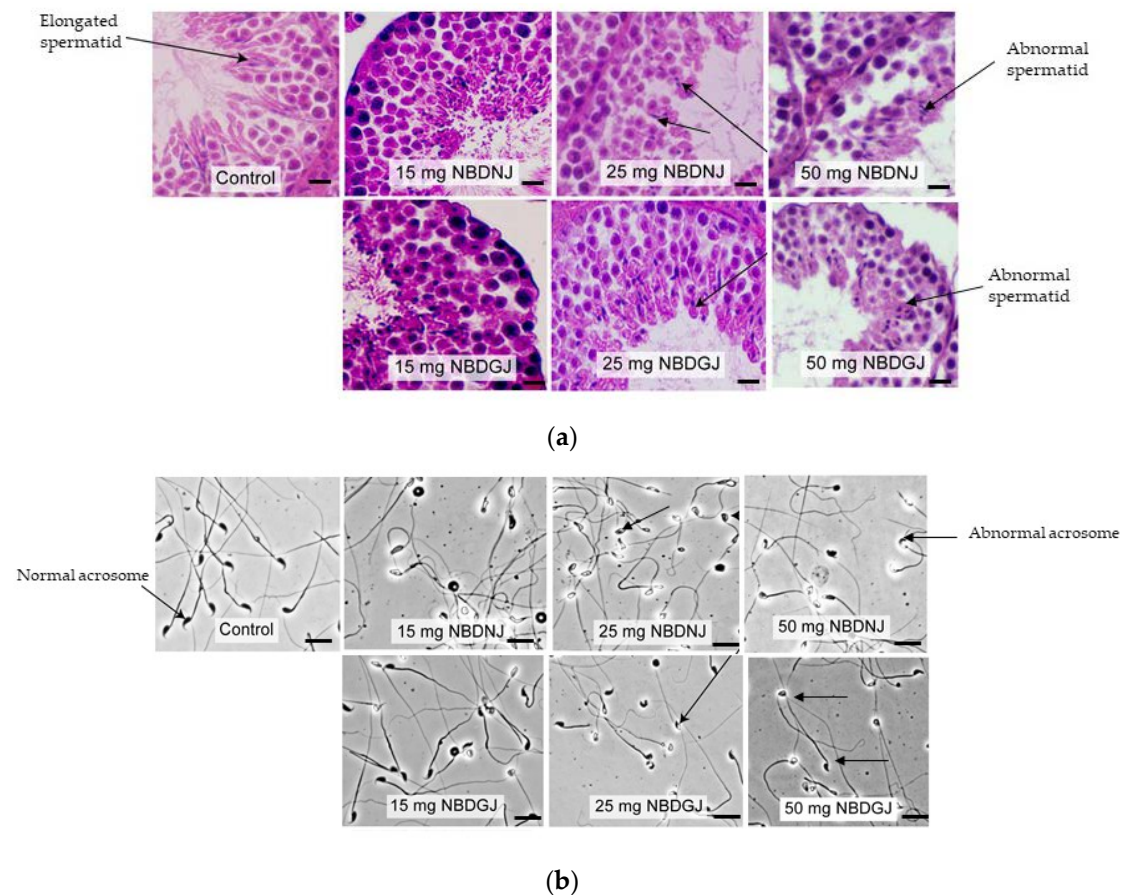 Elongated
spermatid
Abnormal
spermatid
Control
15 mg NBDNJ
25 mg NBDNJ
50 mg NBDNJ
Abnormal
spermatid
15 mg NBDGJ
25 mg NBDGJ
50 mg NBDGJ
(a)
Normal acrosome
Abnormal acrosome
Control
15 mg NBDNJ
25 mg NBDNJ
50 mg NBDNJ
15 mg NBDGJ
25 mg NBDGJ
50 mg NBDGJ
(b)